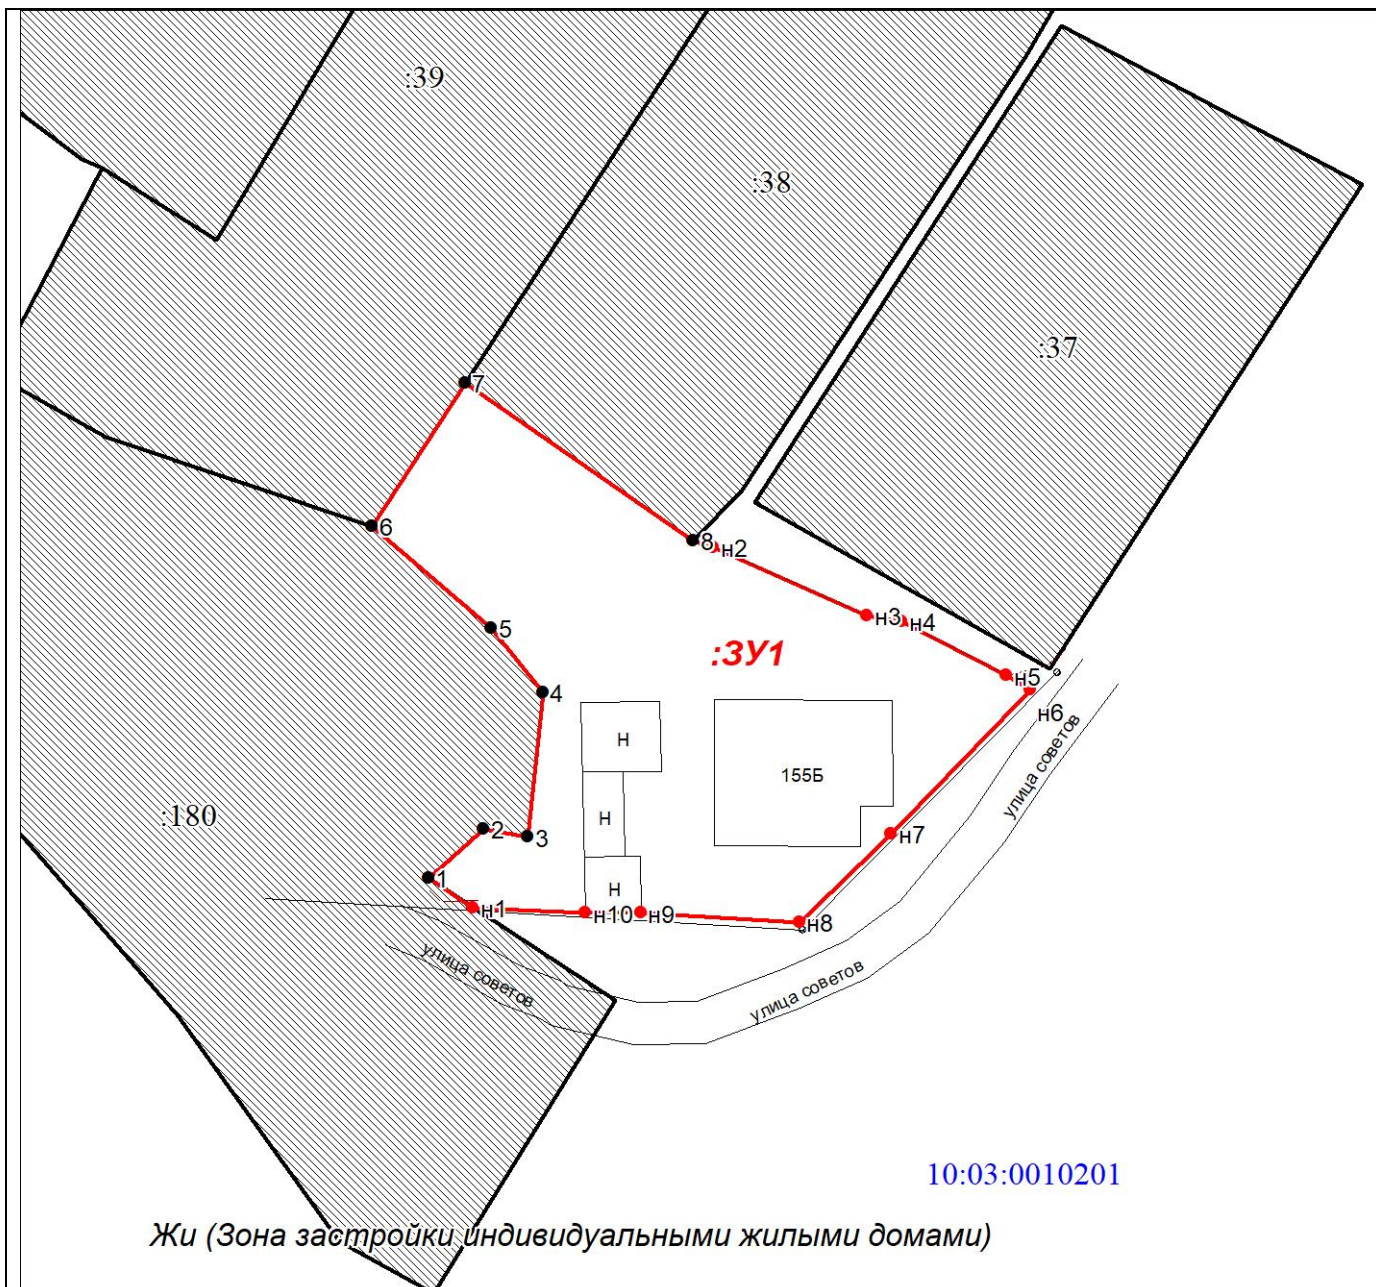 :39
:38
:37
7
6
8
н2
5
н3
н4
:ЗУ1
н5
4
н6
Н
155Б
улица советов
:180
Н
2
3
н7
1
Н
н1
н10
н9
н8
улица советов
улица советов
10:03:0010201
Жи (Зона застройки индивидуальными жилыми домами)